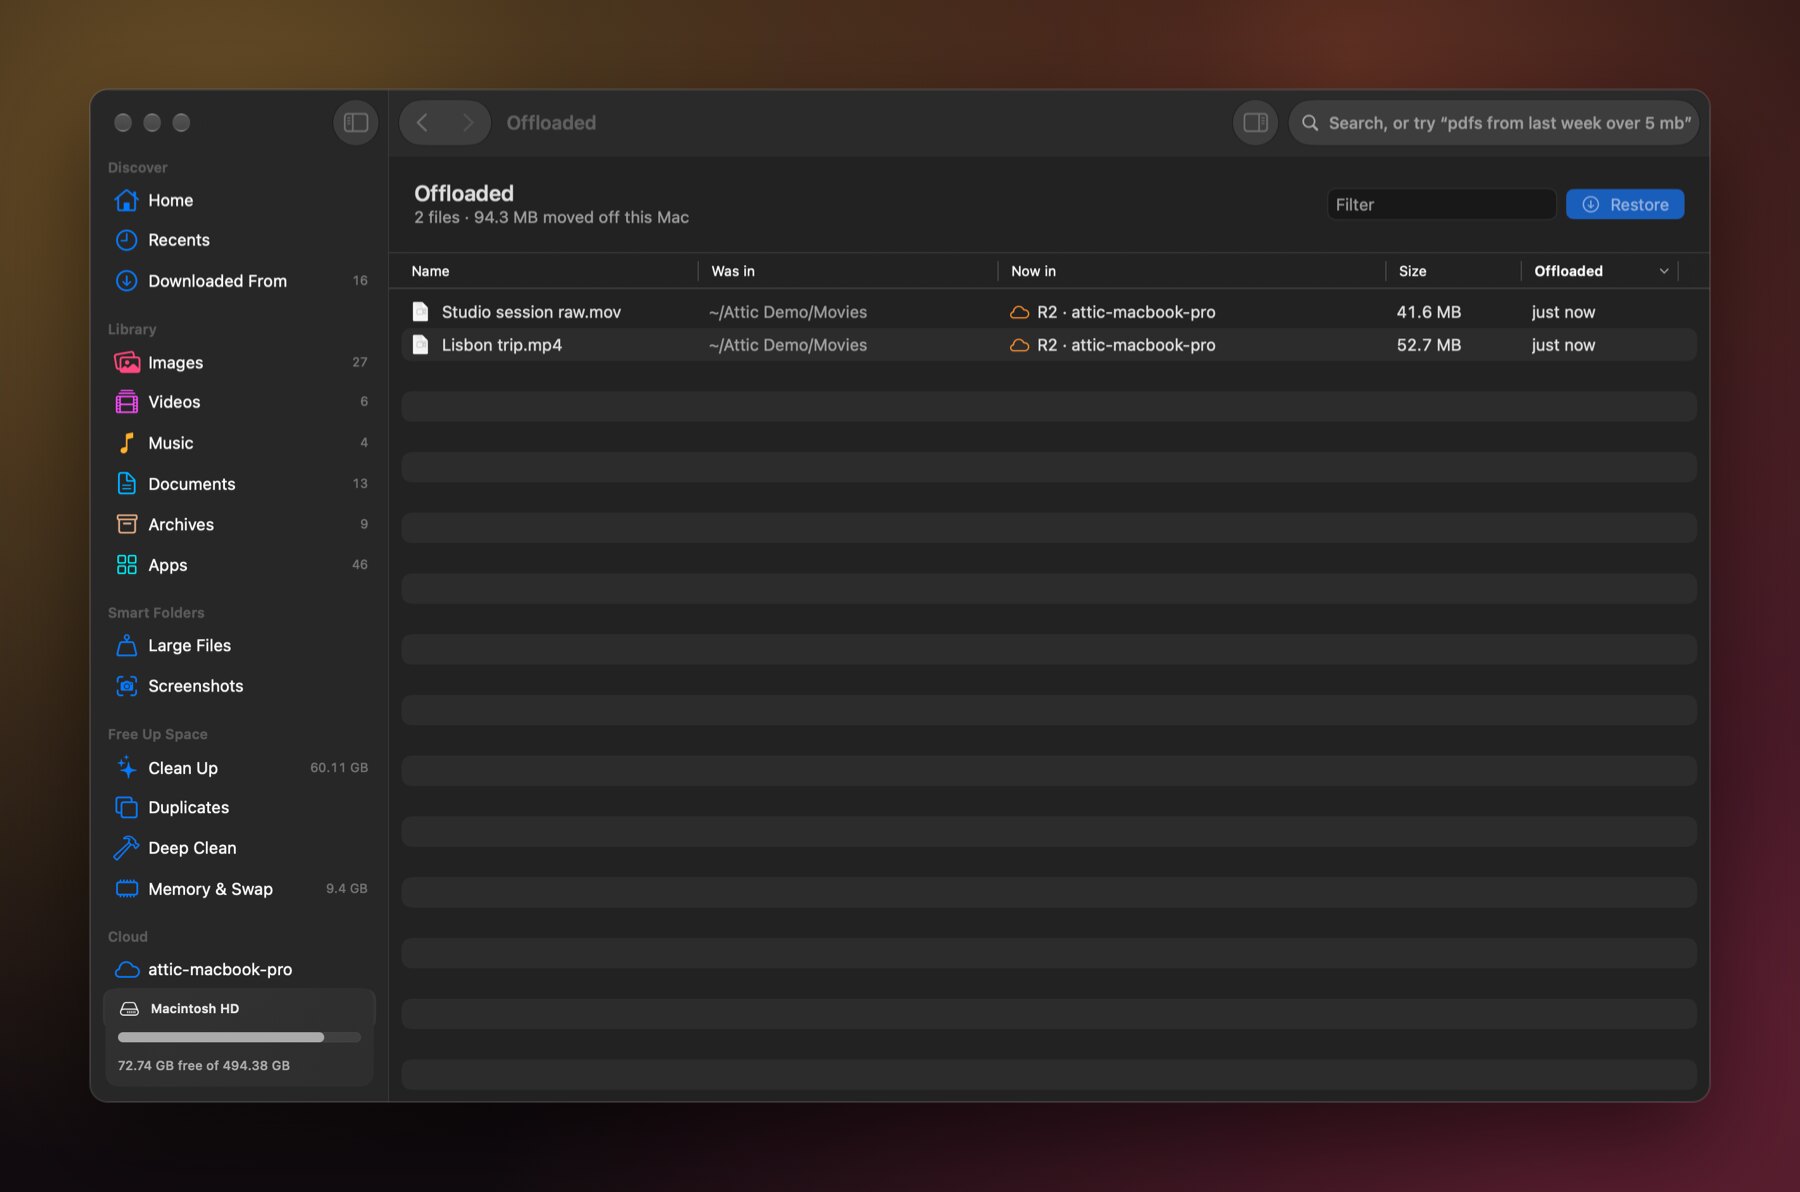 Offloaded
Search, or try “pdfs from last week over 5 mb”
Discover
Home
Recents
Downloaded From 16
Library
Images 27
Videos 6
Music 4
Documents 13
Archives 9
Apps 46
Smart Folders
Large Files
Screenshots
Free Up Space
Clean Up 60.11 GB
Duplicates
Deep Clean
Memory & Swap 9.4 GB
Cloud
attic-macbook-pro
Macintosh HD
72.74 GB free of 494.38 GB
Offloaded
2 files · 94.3 MB moved off this Mac
Filter
Restore
Name Was in Now in Size Offloaded
Studio session raw.mov ~/Attic Demo/Movies R2 · attic-macbook-pro 41.6 MB just now
Lisbon trip.mp4 ~/Attic Demo/Movies R2 · attic-macbook-pro 52.7 MB just now